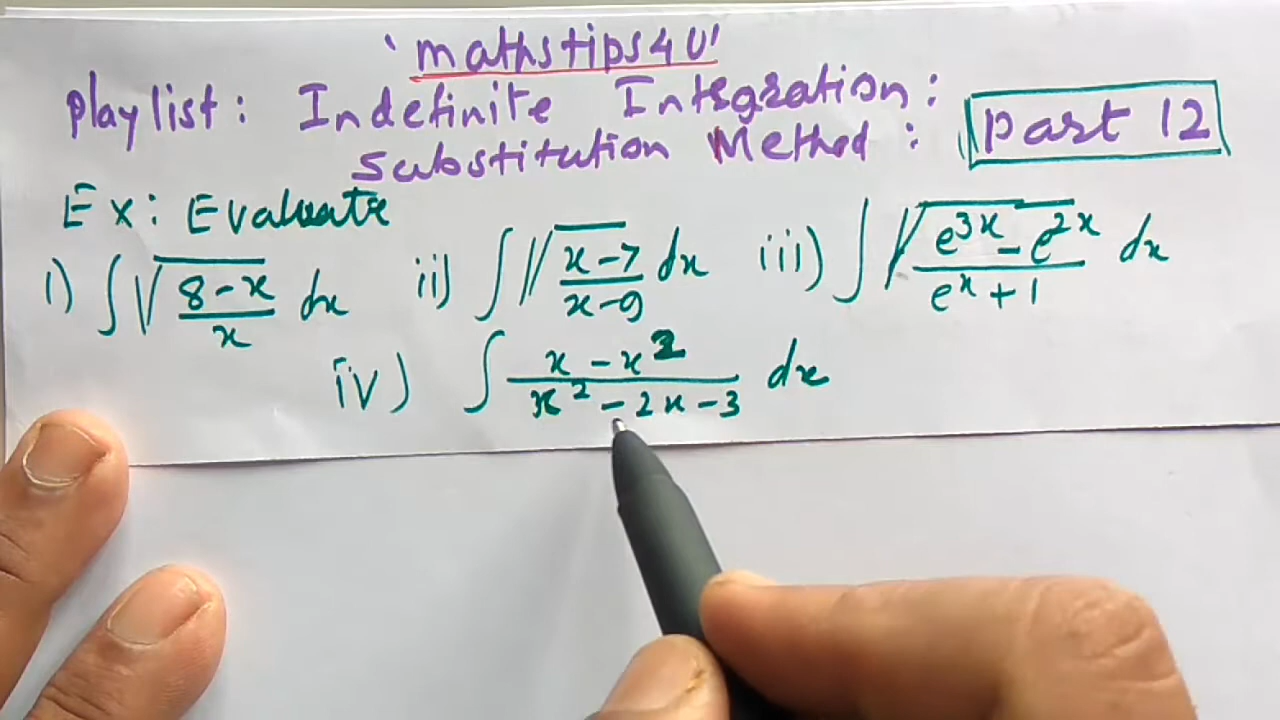 'mathstips4U'
Playlist: Indefinite Integration:
Substitution Method: Part 12
Ex: Evaluate
i) ∫√(8-x)/x dx ii) ∫√(x-7)/(x-9) dx iii) ∫√(e^3x - e^2x)/(e^x + 1) dx
iv) ∫ (x - x^2)/(x^2 - 2x - 3) dx